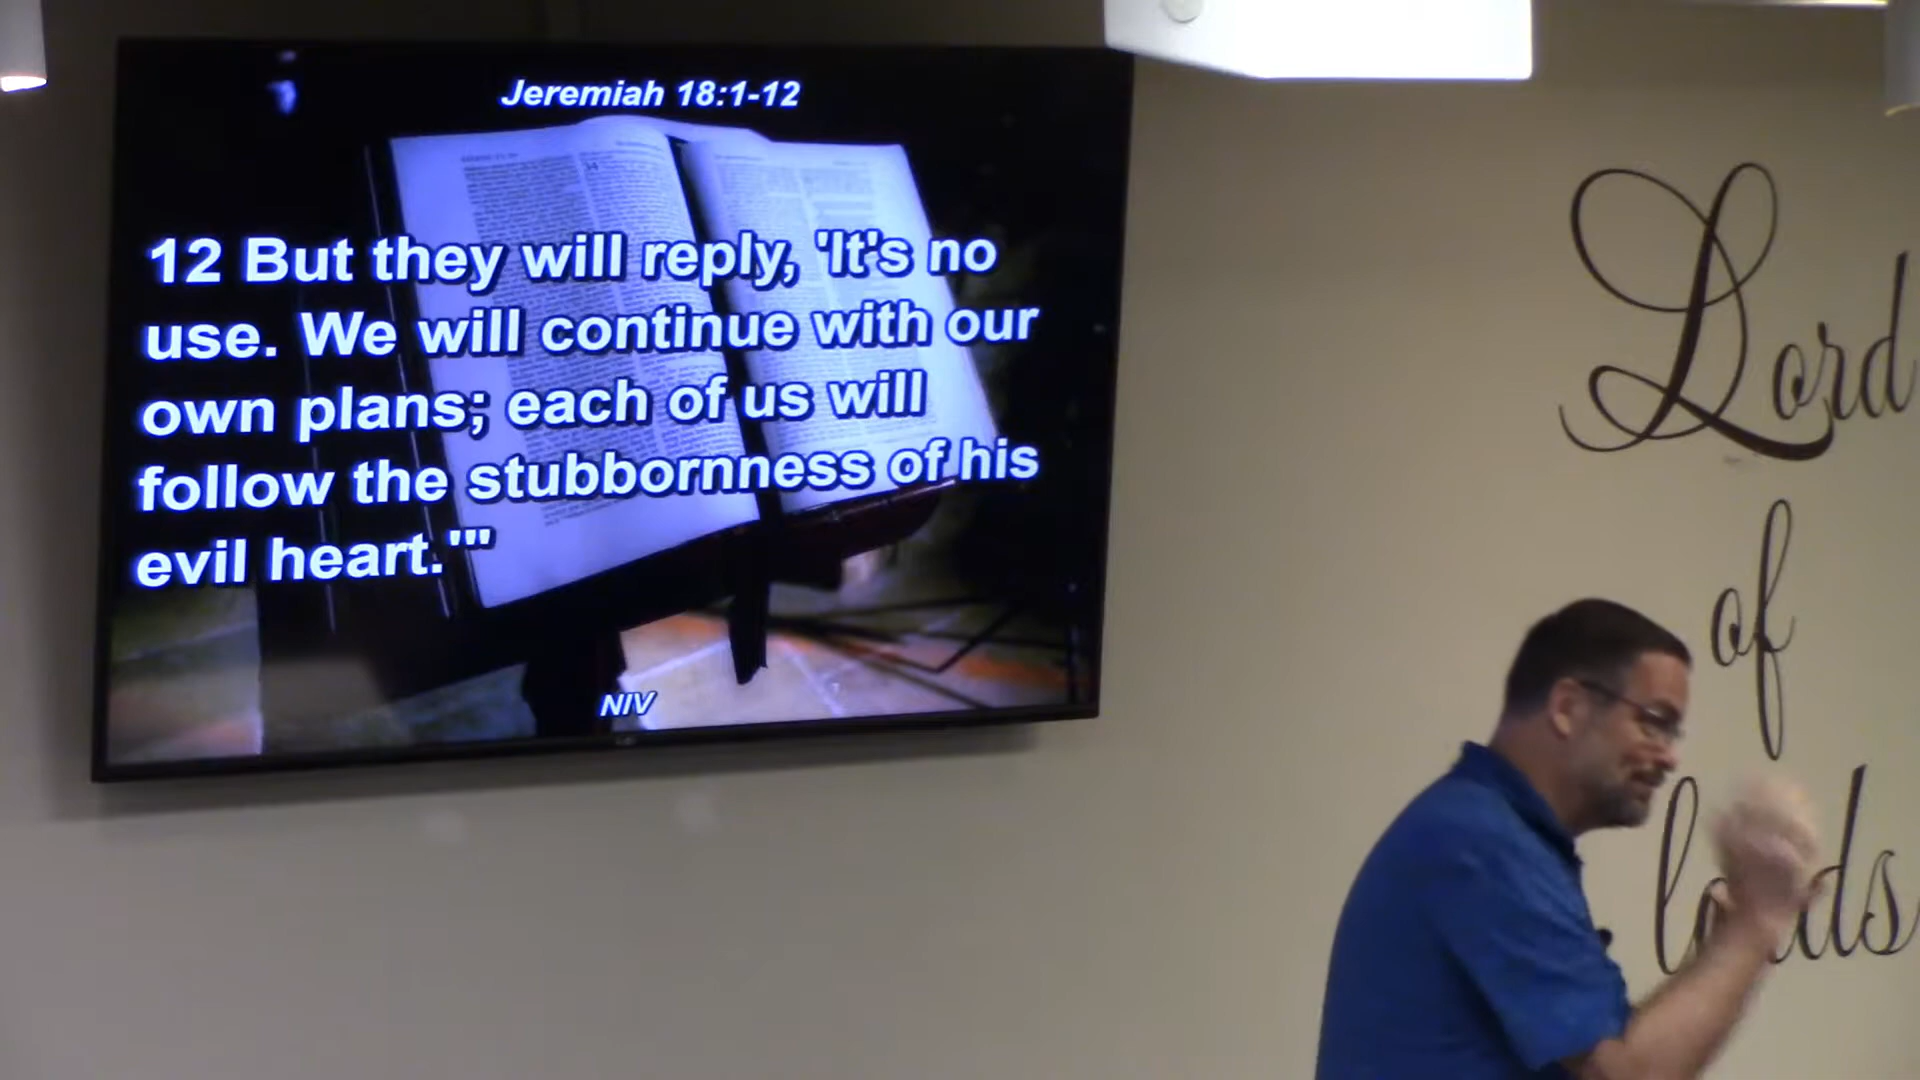 Jeremiah 18:1-12
12 But they will reply, 'It's no
use. We will continue with our
own plans; each of us will
follow the stubbornness of his
evil heart.'"
NIV
Lord
of
lords